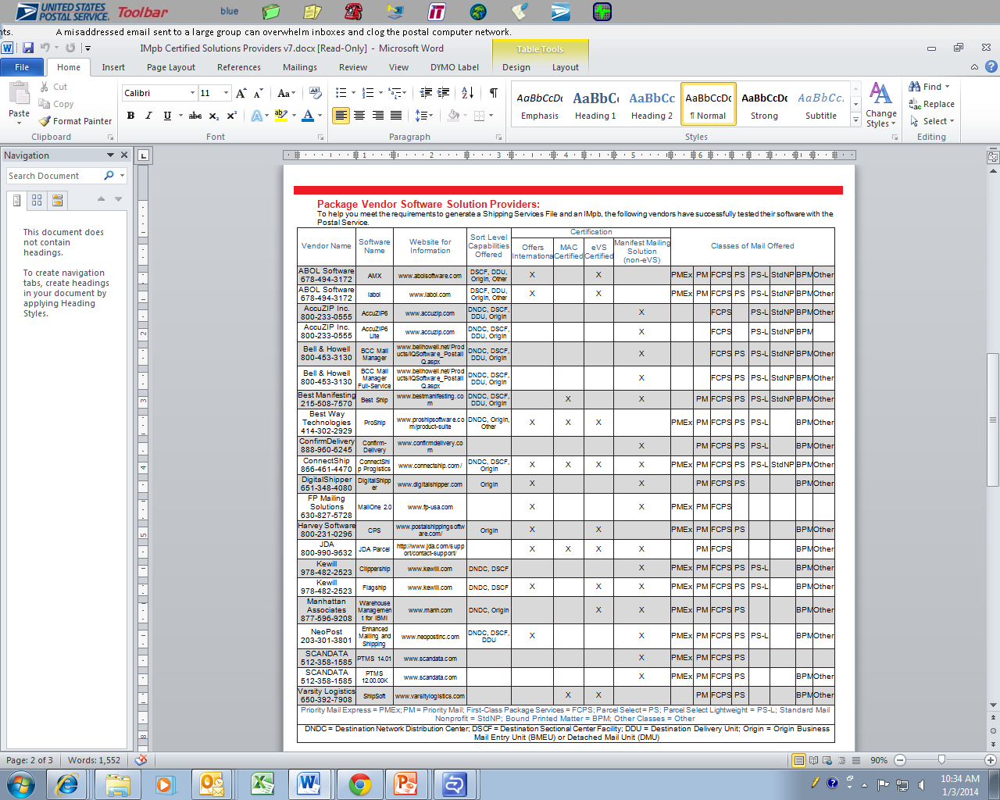 UNITED STATES POSTAL SERVICE. Toolbar blue
nts. A misaddressed email sent to a large group can overwhelm inboxes and clog the postal computer network.
IMpb Certified Solutions Providers v7.docx [Read-Only] - Microsoft Word Table Tools
File Home Insert Page Layout References Mailings Review View DYMO Label Design Layout
Paste Cut Copy Format Painter
Calibri 11
AaBbCcDc AaBbCc AaBbCc AaBbCcDc AaBbCcDc AaBbCc.
Emphasis Heading 1 Heading 2 ¶ Normal Strong Subtitle
Change Styles
Find Replace Select
Clipboard Font Paragraph Styles Editing
Navigation
Search Document
This document does
not contain
headings.
To create navigation
tabs, create headings
in your document by
applying Heading
Styles.
Package Vendor Software Solution Providers:
To help you meet the requirements to generate a Shipping Services File and an IMpb, the following vendors have successfully tested their software with the
Postal Service.
Vendor Name Software Name Website for Information Sort Level Capabilities Offered Certification Classes of Mail Offered
Offers Internationa MAC Certified eVS Certified Manifest Mailing Solution (non-eVS)
ABOL Software 678-494-3172 AMX www.abolsoftware.com DSCF, DDU, Origin, Other X X PMEx PM FCPS PS PS-L StdNP BPM Other
ABOL Software 678-494-3172 Iabol www.Iabol.com DSCF, DDU, Origin, Other X X PMEx PM FCPS PS PS-L StdNP BPM Other
AccuZIP Inc. 800-233-0555 AccuZIP6 www.accuzip.com DNDC, DSCF, DDU, Origin X FCPS PS-L StdNP BPM Other
AccuZIP Inc. 800-233-0555 AccuZIP6 Lite www.accuzip.com DNDC, DSCF, DDU, Origin X FCPS PS-L StdNP BPM
Bell & Howell 800-453-3130 BCC Mail Manager www.bellhowell.net/Products/IQSoftware_PostalIQ.aspx DNDC, DSCF, DDU, Origin X FCPS PS PS-L StdNP BPM Other
Bell & Howell 800-453-3130 BCC Mail Manager Full-Service www.bellhowell.net/Products/IQSoftware_PostalIQ.aspx DNDC, DSCF, DDU, Origin X FCPS PS PS-L StdNP BPM Other
Best Manifesting 215-508-7570 Best Ship www.bestmanifesting.com DNDC, DSCF, DDU, Origin X X PM FCPS PS PS-L StdNP BPM Other
Best Way Technologies 414-302-2929 ProShip www.proshipsoftware.com/product-suite DNDC, Origin, Other X X X PMEx PM FCPS PS PS-L BPM Other
ConfirmDelivery 888-960-6245 Confirm-Delivery www.confirmdelivery.com X PM FCPS PS PS-L BPM Other
ConnectShip 866-461-4470 ConnectShip Progistics www.connectship.com/ DNDC, DSCF, Origin X X X X PMEx PM FCPS PS PS-L StdNP BPM Other
DigitalShipper 651-348-4080 DigitalShipper www.digitalshipper.com Origin X X PM FCPS PS BPM Other
FP Mailing Solutions 630-827-5728 MailOne 2.0 www.fp-usa.com X X PMEx PM FCPS
Harvey Software 800-231-0296 CPS www.postalshippingsoftware.com/ Origin X X PMEx PM FCPS PS BPM Other
JDA 800-990-9632 JDA Parcel http://www.jda.com/support/contact-support/ X X X X PM FCPS BPM Other
Kewill 978-482-2523 Clippership www.kewill.com DNDC, DSCF X PMEx PM FCPS PS PS-L BPM Other
Kewill 978-482-2523 Flagship www.kewill.com DNDC, DSCF X X X PMEx PM FCPS PS PS-L BPM Other
Manhattan Associates 877-596-9208 Warehouse Management for IBMI www.manh.com DNDC, Origin X X PMEx PM FCPS PS BPM Other
NeoPost 203-301-3801 Enhanced Mailing and Shipping www.neopostinc.com DNDC, DSCF, DDU X X PMEx PM FCPS PS PS-L BPM Other
SCANDATA 512-358-1585 PTMS 14.01 www.scandata.com X PMEx PM FCPS PS
SCANDATA 512-358-1585 PTMS 12.00.00K www.scandata.com X PMEx PM FCPS PS BPM Other
Varsity Logistics 650-392-7908 ShipSoft www.varsitylogistics.com X X PM FCPS PS BPM Other
Priority Mail Express = PMEx; PM = Priority Mail; First-Class Package Services = FCPS; Parcel Select = PS; Parcel Select Lightweight = PS-L; Standard Mail
Nonprofit = StdNP; Bound Printed Matter = BPM; Other Classes = Other
DNDC = Destination Network Distribution Center; DSCF = Destination Sectional Center Facility; DDU = Destination Delivery Unit; Origin = Origin Business
Mail Entry Unit (BMEU) or Detached Mail Unit (DMU)
Page: 2 of 3 Words: 1,552 90%
10:34 AM
1/3/2014